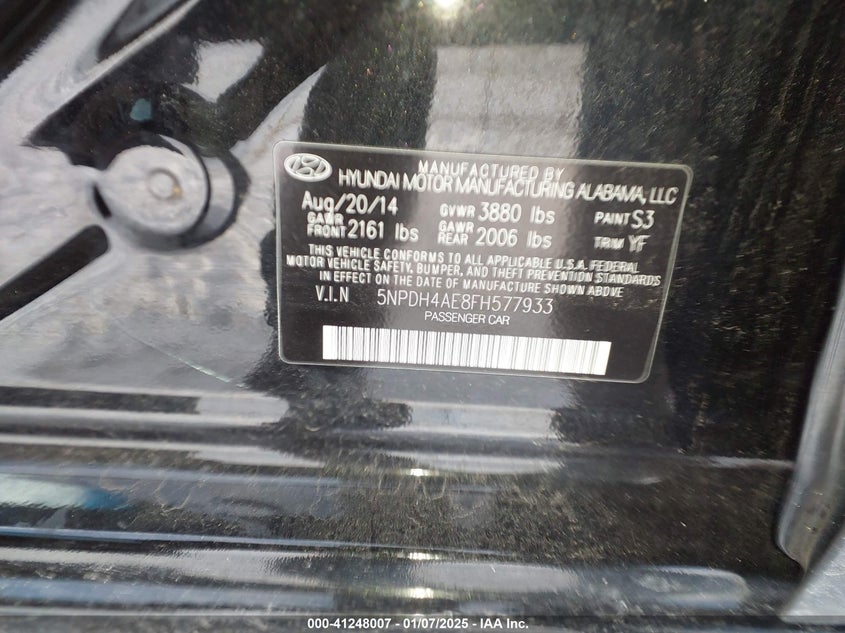 MANUFACTURED BY
HYUNDAI MOTOR MANUFACTURING ALABAMA, LLC
Aug/20/14 GVWR 3880 lbs PAINT S3
GAWR FRONT 2161 lbs GAWR REAR 2006 lbs TRIM YF
THIS VEHICLE CONFORMS TO ALL APPLICABLE U.S.A. FEDERAL
MOTOR VEHICLE SAFETY, BUMPER, AND THEFT PREVENTION STANDARDS
IN EFFECT ON THE DATE OF MANUFACTURE SHOWN ABOVE
V.I.N 5NPDH4AE8FH577933
PASSENGER CAR
000-41248007 — 01/07/2025 — IAA Inc.